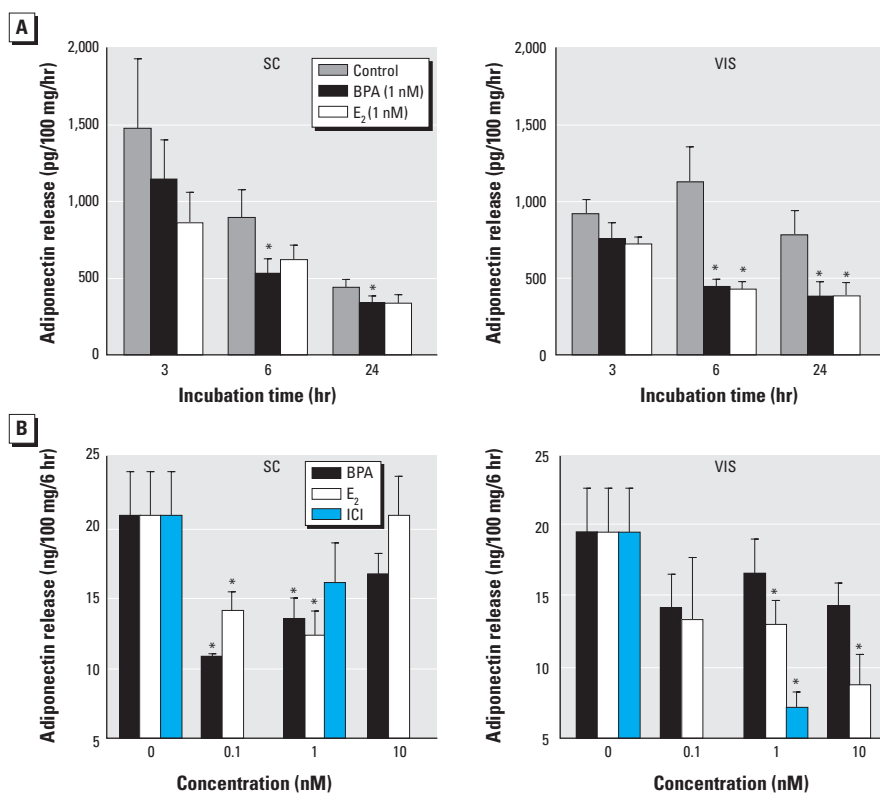 A
SC
Control
BPA (1 nM)
E2 (1 nM)
2,000
1,500
1,000
500
0
Adiponectin release (pg/100 mg/hr)
3 6 24
Incubation time (hr)
VIS
2,000
1,500
1,000
500
0
Adiponectin release (pg/100 mg/hr)
* * * * * *
3 6 24
Incubation time (hr)
B
SC
BPA
E2
ICI
25
20
15
10
5
Adiponectin release (ng/100 mg/6 hr)
* * * *
0 0.1 1 10
Concentration (nM)
VIS
25
20
15
10
5
Adiponectin release (ng/100 mg/6 hr)
* * *
0 0.1 1 10
Concentration (nM)